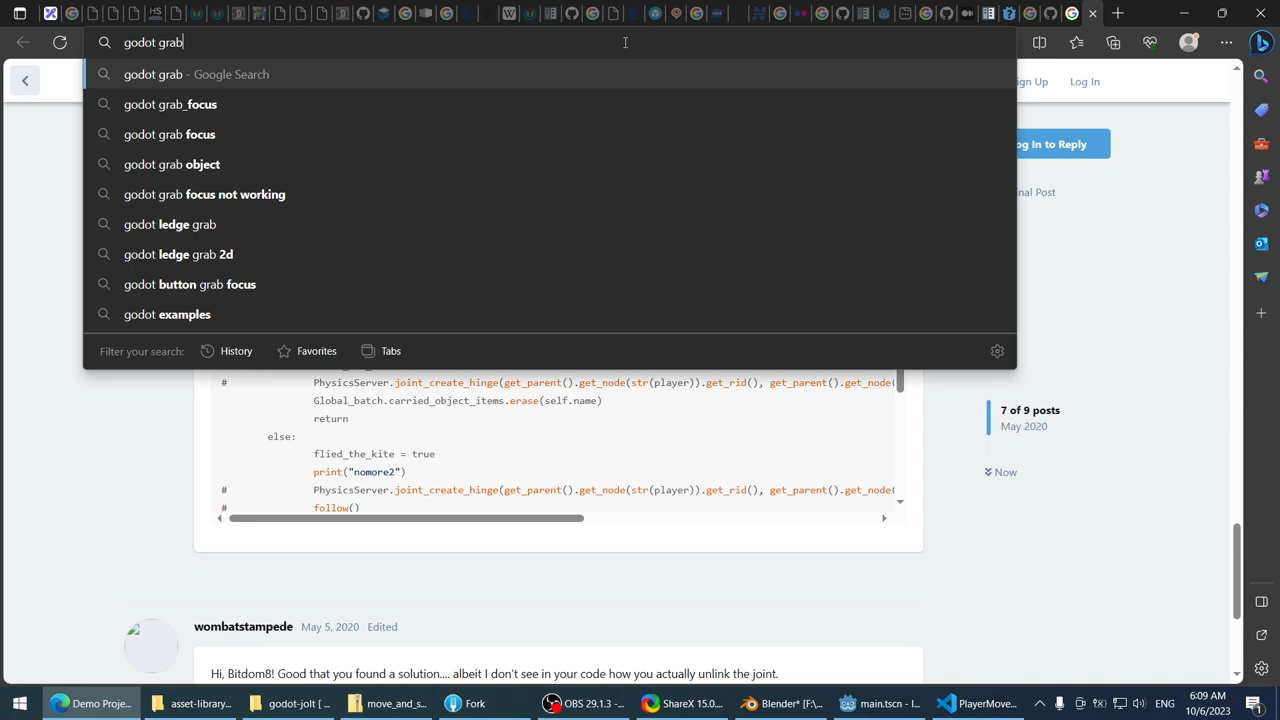 godot grab
godot grab - Google Search
godot grab_focus
godot grab focus
godot grab object
godot grab focus not working
godot ledge grab
godot ledge grab 2d
godot button grab focus
godot examples
Filter your search: History Favorites Tabs
ign Up Log In
og In to Reply
inal Post
7 of 9 posts
May 2020
Now
# PhysicsServer.joint_create_hinge(get_parent().get_node(str(player)).get_rid(), get_parent().get_node(
Global_batch.carried_object_items.erase(self.name)
return
else:
flied_the_kite = true
print("nomore2")
# PhysicsServer.joint_create_hinge(get_parent().get_node(str(player)).get_rid(), get_parent().get_node(
# follow()
wombatstampede May 5, 2020 Edited
Hi, Bitdom8! Good that you found a solution.... albeit I don't see in your code how you actually unlink the joint.
Demo Proje... asset-library... godot-jolt [ ... move_and_s... Fork OBS 29.1.3 -... ShareX 15.0.... Blender* [F:\... main.tscn - I... PlayerMove... ENG 6:09 AM
10/6/2023